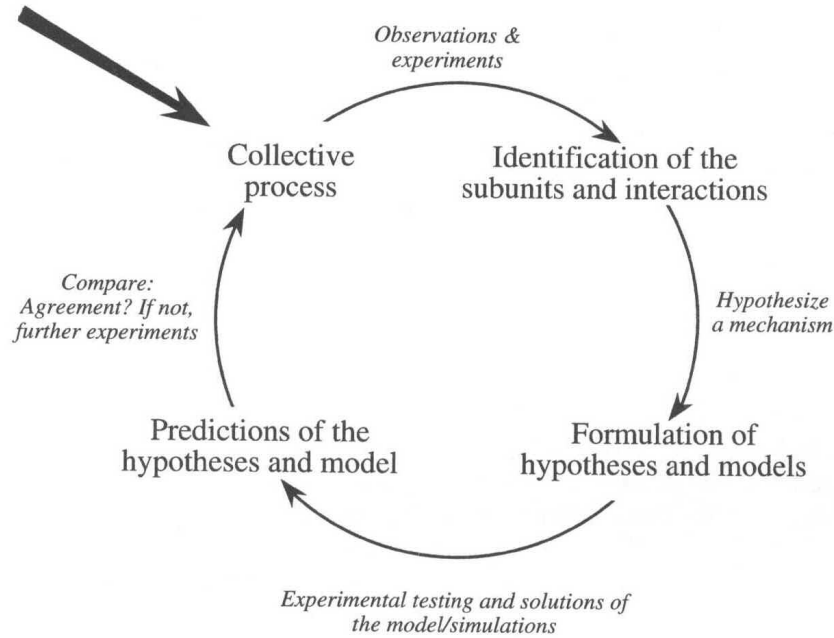 Observations &
experiments
Collective
process
Identification of the
subunits and interactions
Compare:
Agreement? If not,
further experiments
Hypothesize
a mechanism
Predictions of the
hypotheses and model
Formulation of
hypotheses and models
Experimental testing and solutions of
the model/simulations